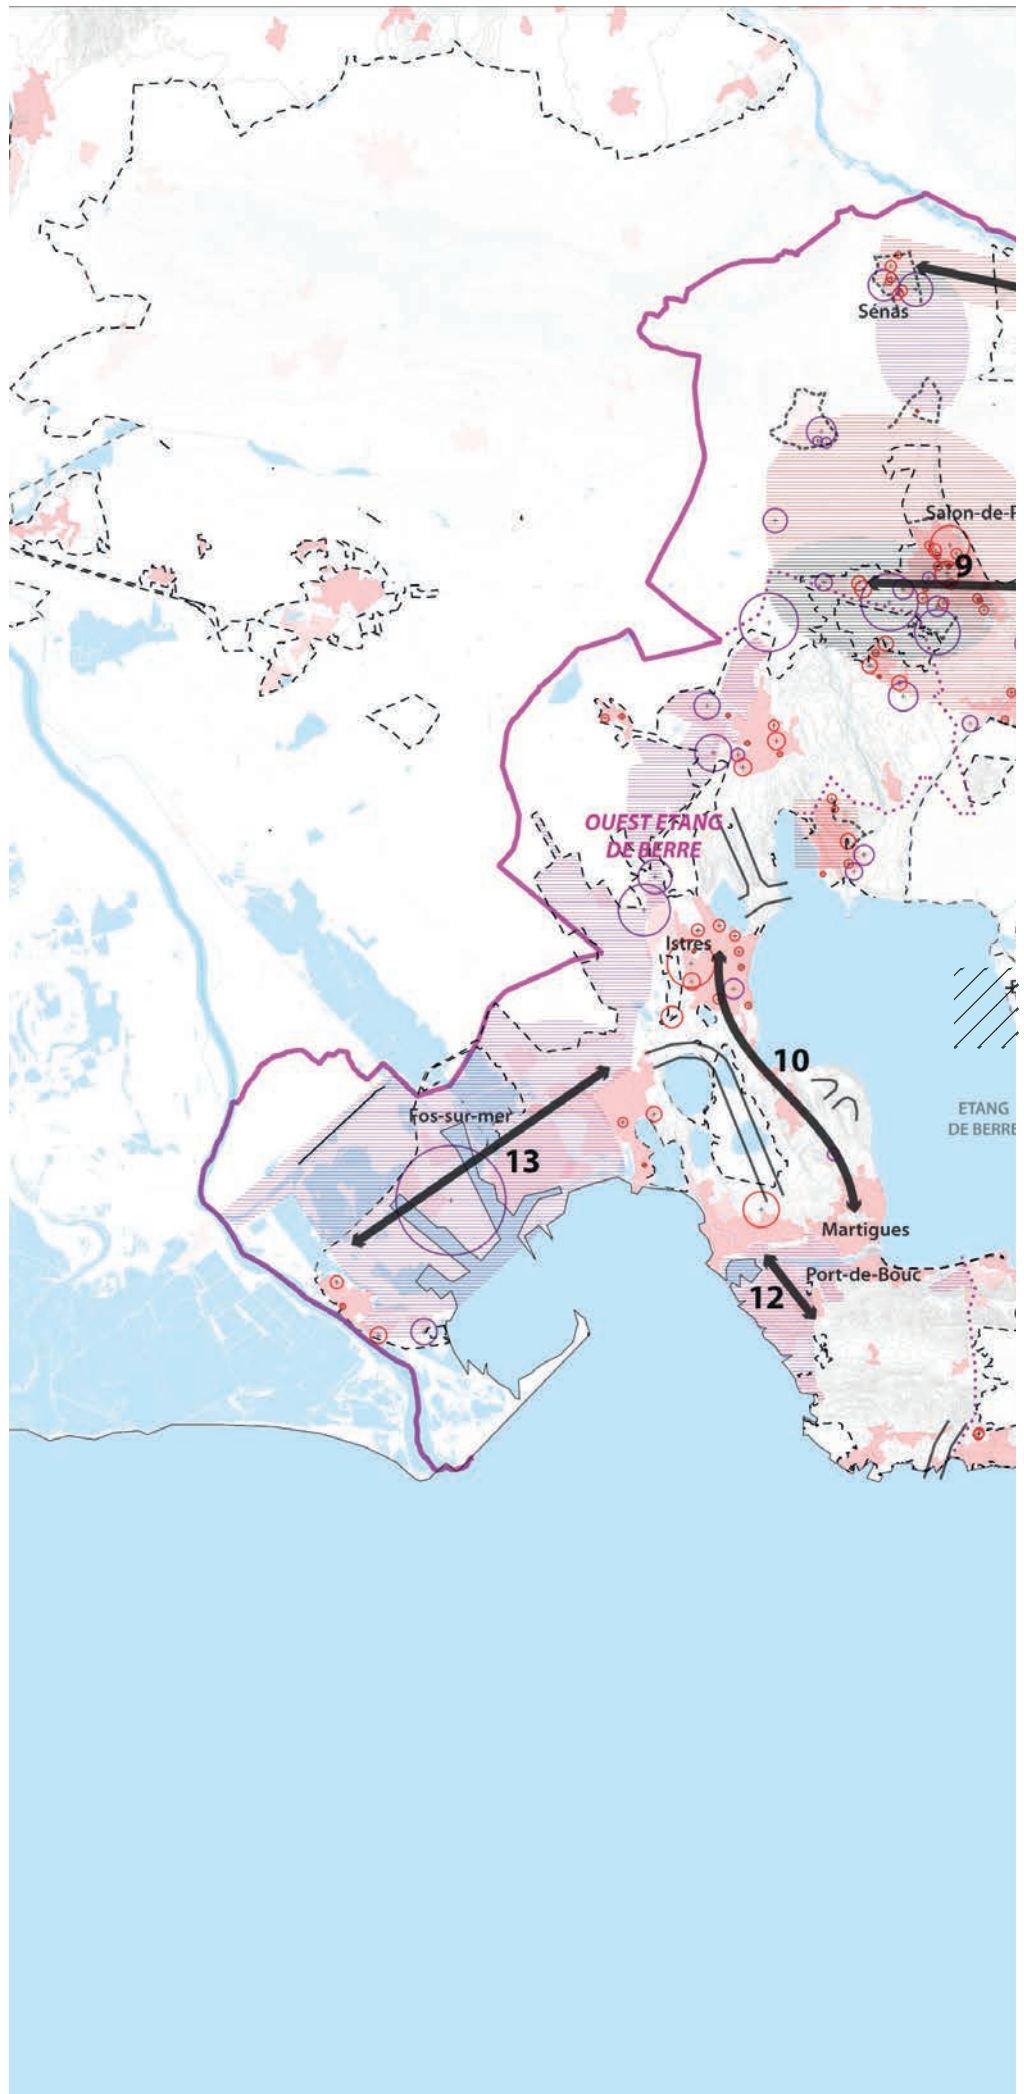 Sénas
Salon-de-P
9
OUEST ETANG
DE BERRE
Istres
10
ETANG
DE BERRE
Fos-sur-mer
13
Martigues
Port-de-Bouc
12